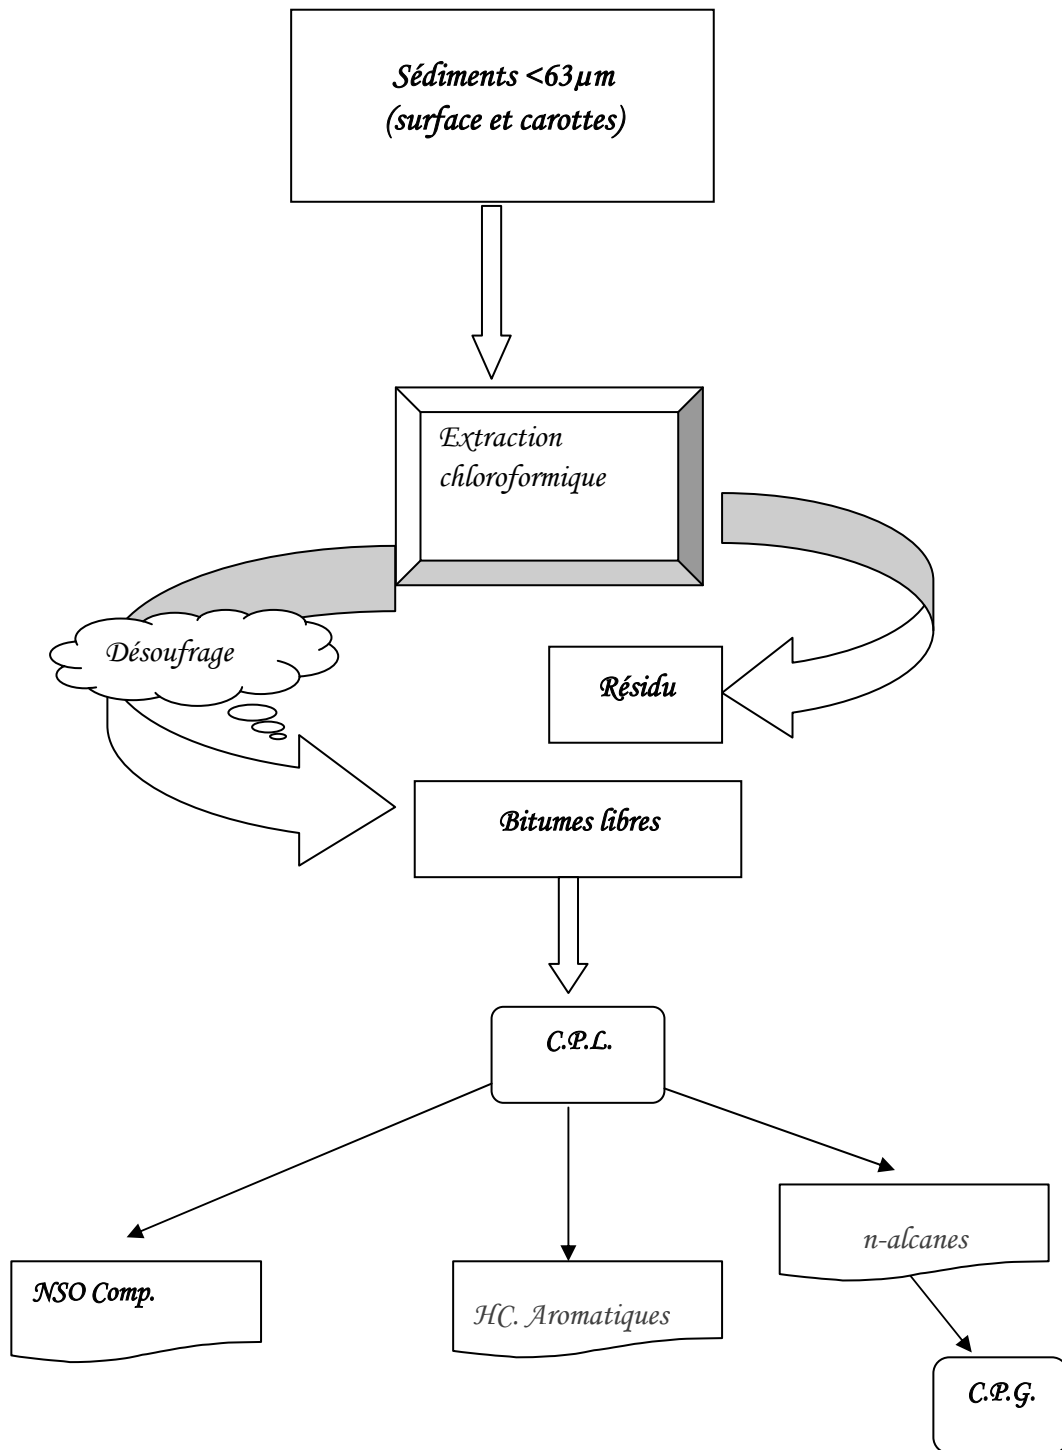 Sédiments <63µm
(surface et carottes)
Extraction
chloroformique
Désoufrage
Résidu
Bitumes libres
C.P.L.
n-alcanes
NSO Comp.
HC. Aromatiques
C.P.G.